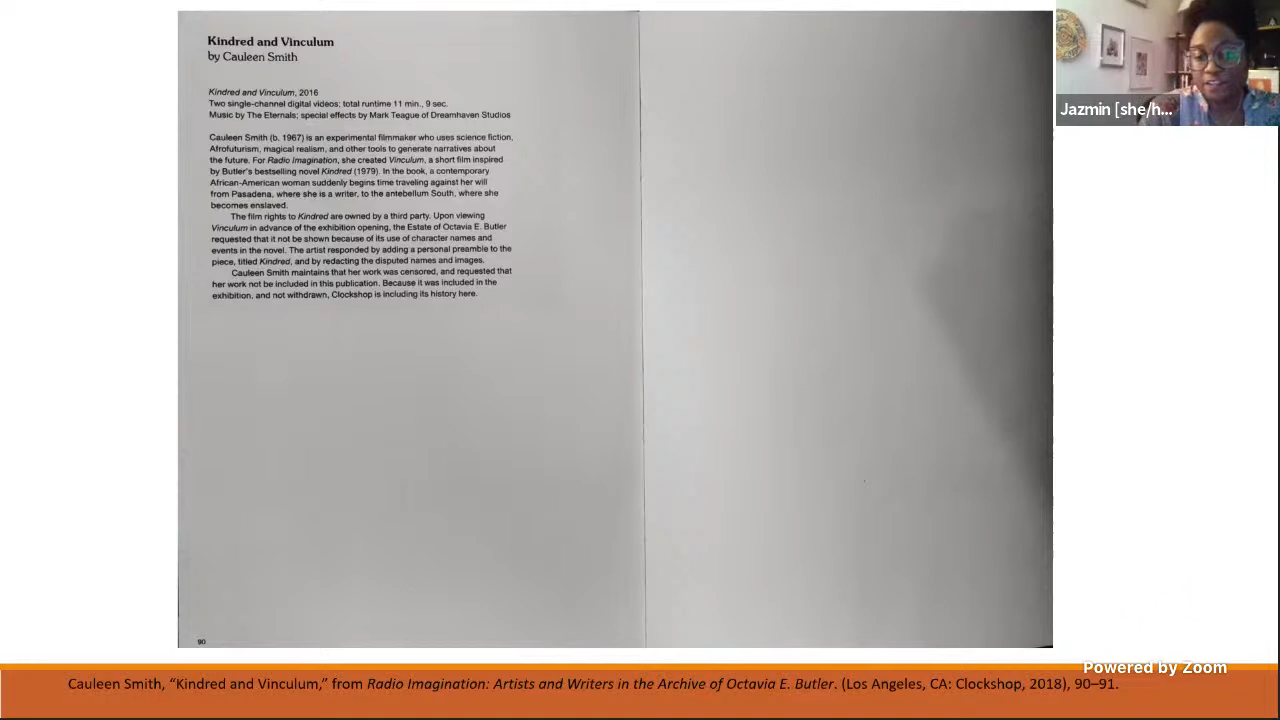 Kindred and Vinculum
by Cauleen Smith
Kindred and Vinculum, 2016
Two single-channel digital videos; total runtime 11 min., 9 sec.
Music by The Eternals; special effects by Mark Teague of Dreamhaven Studios
Cauleen Smith (b. 1967) is an experimental filmmaker who uses science fiction,
Afrofuturism, magical realism, and other tools to generate narratives about
the future. For Radio Imagination, she created Vinculum, a short film inspired
by Butler's bestselling novel Kindred (1979). In the book, a contemporary
African-American woman suddenly begins time traveling against her will
from Pasadena, where she is a writer, to the antebellum South, where she
becomes enslaved.
The film rights to Kindred are owned by a third party. Upon viewing
Vinculum in advance of the exhibition opening, the Estate of Octavia E. Butler
requested that it not be shown because of its use of character names and
events in the novel. The artist responded by adding a personal preamble to the
piece, titled Kindred, and by redacting the disputed names and images.
Cauleen Smith maintains that her work was censored, and requested that
her work not be included in this publication. Because it was included in the
exhibition, and not withdrawn, Clockshop is including its history here.
90
Jazmin [she/h...
Powered by Zoom
Cauleen Smith, “Kindred and Vinculum,” from Radio Imagination: Artists and Writers in the Archive of Octavia E. Butler. (Los Angeles, CA: Clockshop, 2018), 90–91.